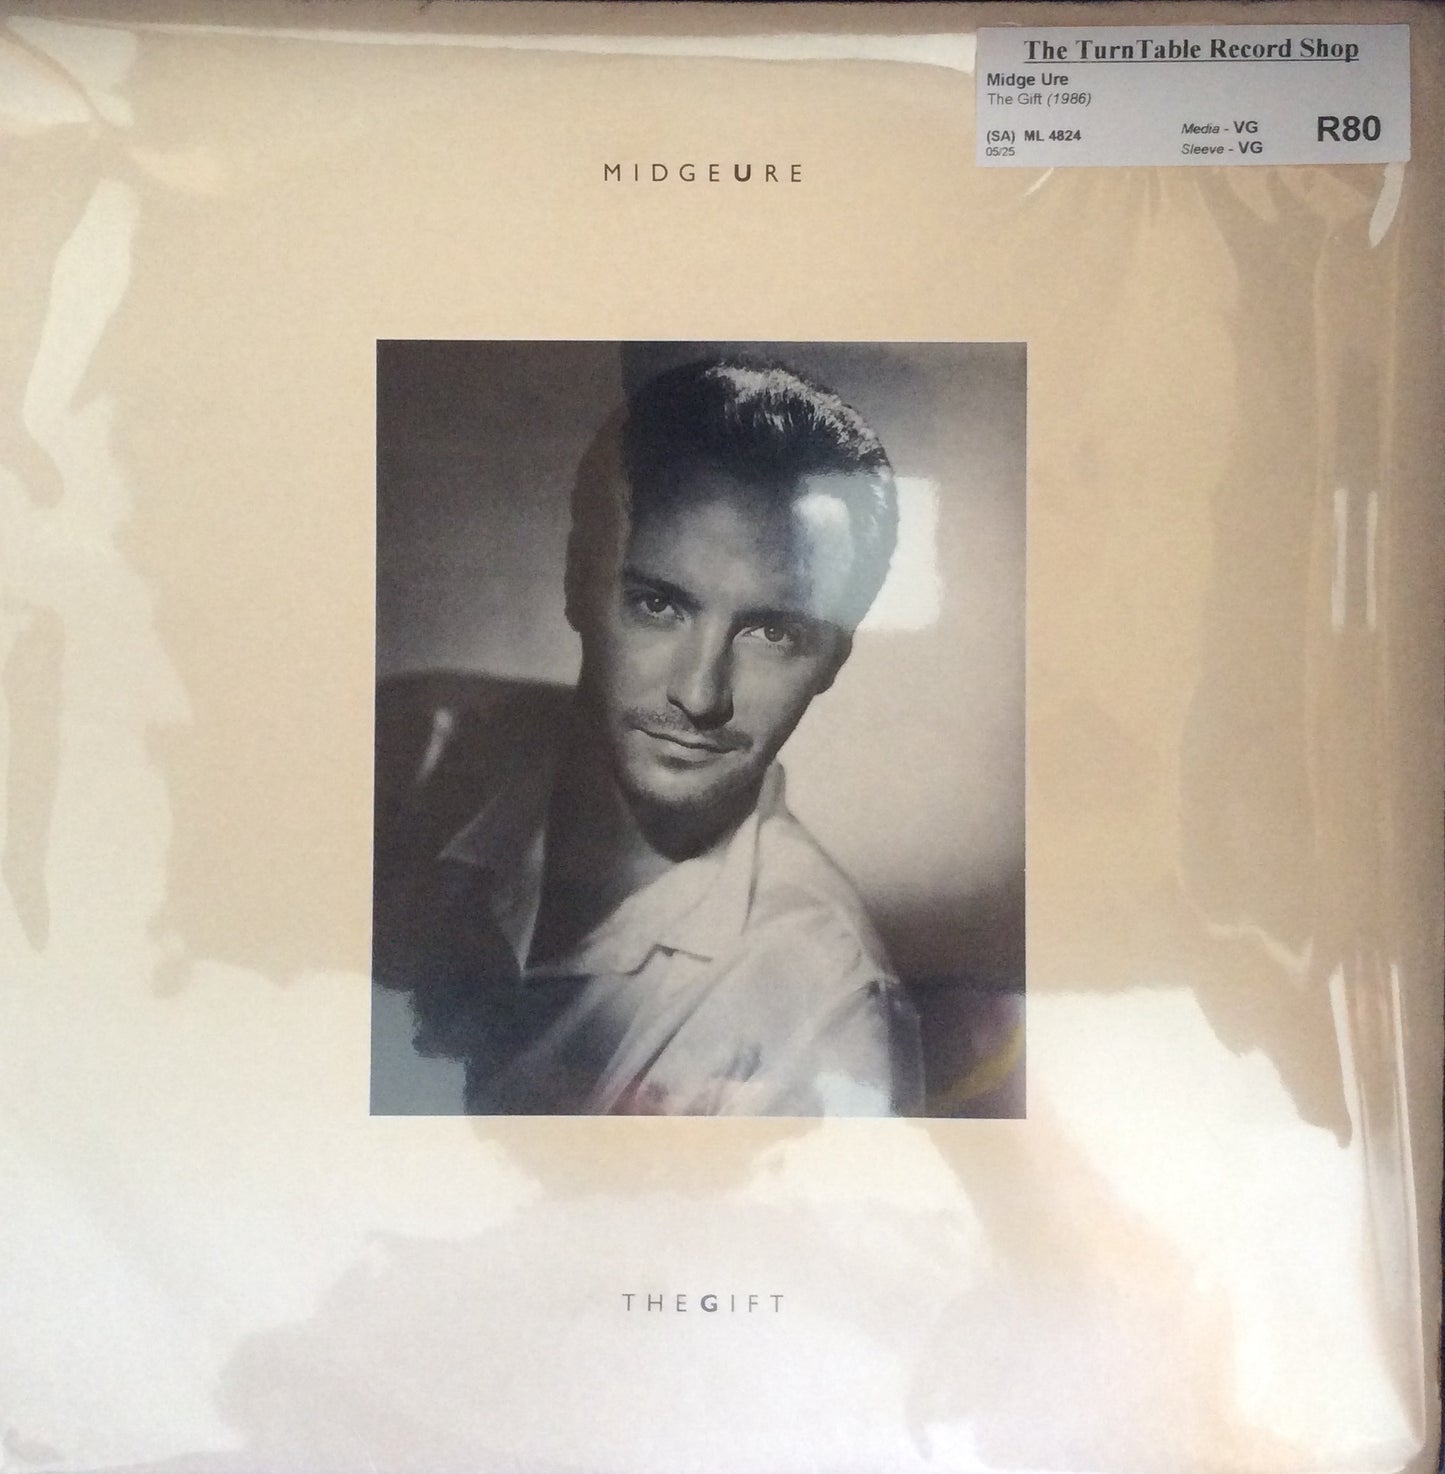 The TurnTable Record Shop
Midge Ure
The Gift (1986)
(SA) ML 4824
05/25
Media - VG
Sleeve - VG
R80
MIDGEURE
THEGIFT